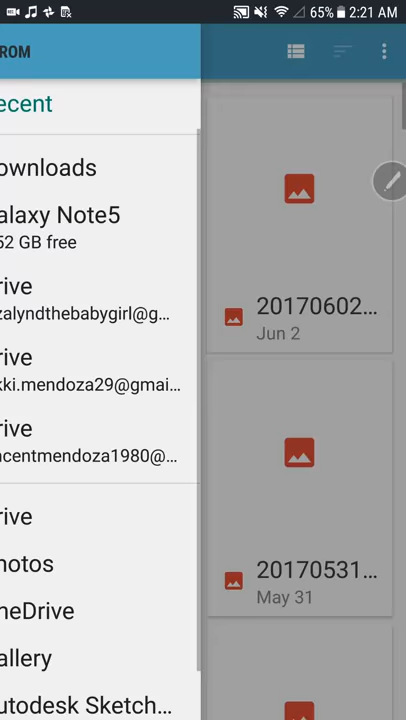 65% 2:21 AM
ROM
ecent
ownloads
alaxy Note5
52 GB free
rive
zalyndthebabygirl@g...
rive
kki.mendoza29@gmai...
rive
ncentmendoza1980@...
rive
hotos
neDrive
allery
utodesk Sketch...
20170602...
Jun 2
20170531...
May 31